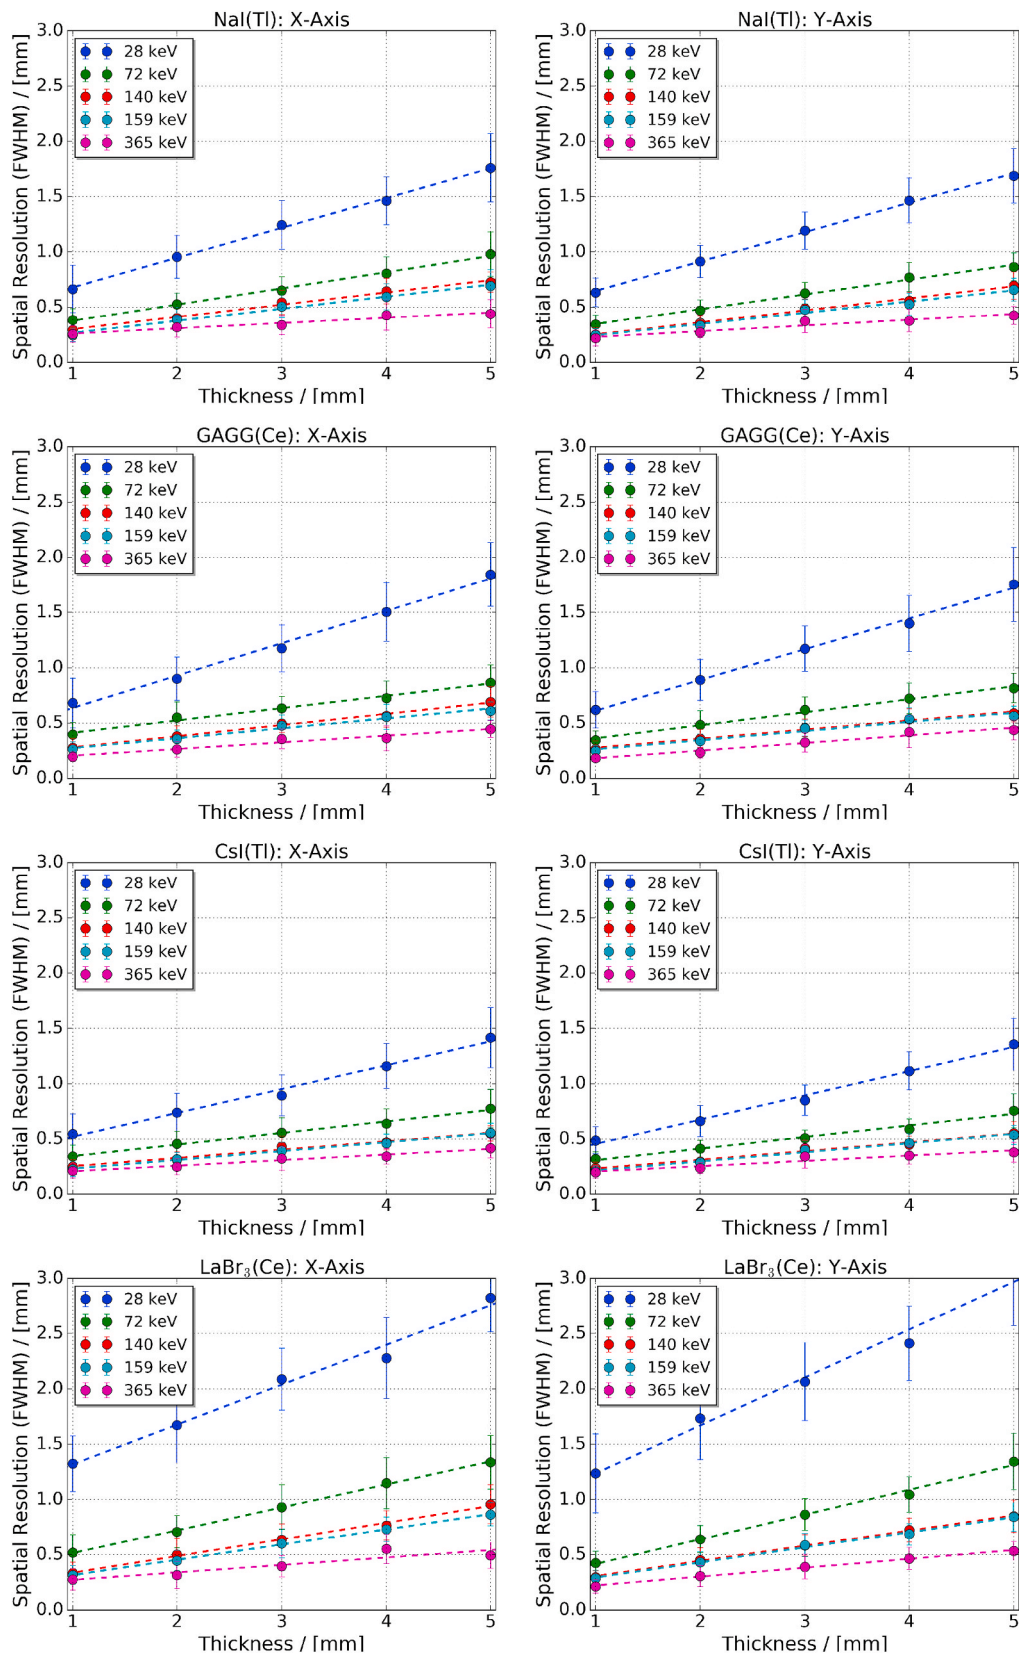 NaI(Tl): X-Axis
Spatial Resolution (FWHM) / [mm]
3.0
2.5
2.0
1.5
1.0
0.5
0.0
28 keV
72 keV
140 keV
159 keV
365 keV
1 2 3 4 5
Thickness / [mm]
NaI(Tl): Y-Axis
Spatial Resolution (FWHM) / [mm]
3.0
2.5
2.0
1.5
1.0
0.5
0.0
28 keV
72 keV
140 keV
159 keV
365 keV
1 2 3 4 5
Thickness / [mm]
GAGG(Ce): X-Axis
Spatial Resolution (FWHM) / [mm]
3.0
2.5
2.0
1.5
1.0
0.5
0.0
28 keV
72 keV
140 keV
159 keV
365 keV
1 2 3 4 5
Thickness / [mm]
GAGG(Ce): Y-Axis
Spatial Resolution (FWHM) / [mm]
3.0
2.5
2.0
1.5
1.0
0.5
0.0
28 keV
72 keV
140 keV
159 keV
365 keV
1 2 3 4 5
Thickness / [mm]
CsI(Tl): X-Axis
Spatial Resolution (FWHM) / [mm]
3.0
2.5
2.0
1.5
1.0
0.5
0.0
28 keV
72 keV
140 keV
159 keV
365 keV
1 2 3 4 5
Thickness / [mm]
CsI(Tl): Y-Axis
Spatial Resolution (FWHM) / [mm]
3.0
2.5
2.0
1.5
1.0
0.5
0.0
28 keV
72 keV
140 keV
159 keV
365 keV
1 2 3 4 5
Thickness / [mm]
LaBr₃(Ce): X-Axis
Spatial Resolution (FWHM) / [mm]
3.0
2.5
2.0
1.5
1.0
0.5
0.0
28 keV
72 keV
140 keV
159 keV
365 keV
1 2 3 4 5
Thickness / [mm]
LaBr₃(Ce): Y-Axis
Spatial Resolution (FWHM) / [mm]
3.0
2.5
2.0
1.5
1.0
0.5
0.0
28 keV
72 keV
140 keV
159 keV
365 keV
1 2 3 4 5
Thickness / [mm]